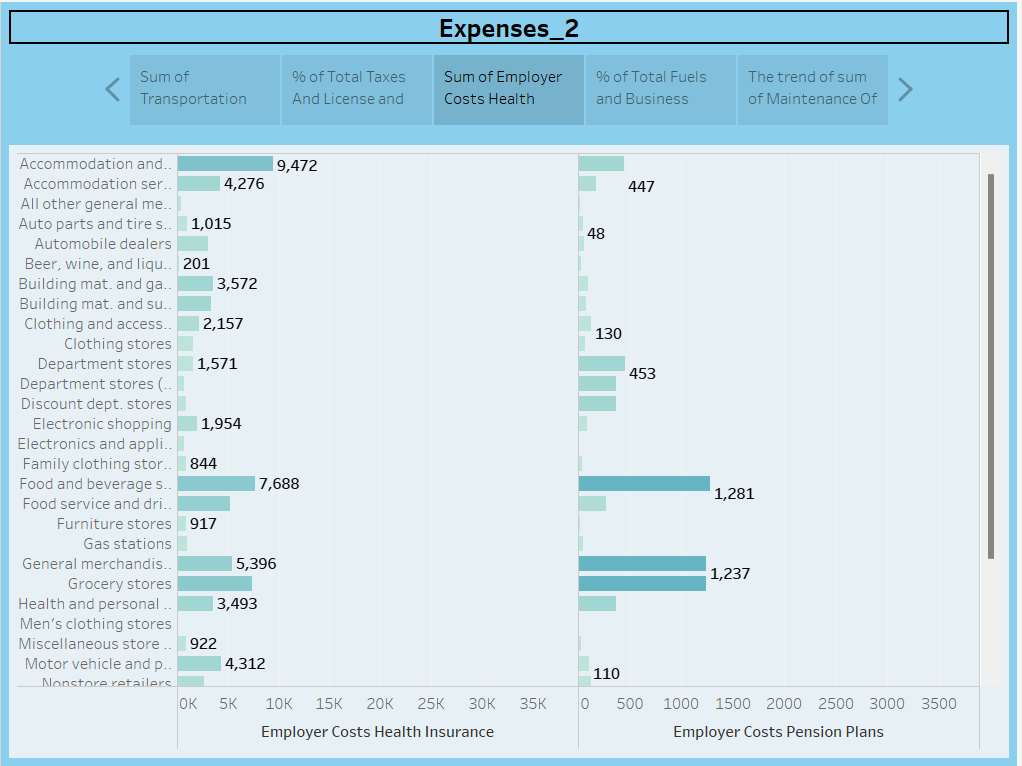 Expenses_2
Sum of
Transportation
% of Total Taxes
And License and
Sum of Employer
Costs Health
% of Total Fuels
and Business
The trend of sum
of Maintenance Of
Accommodation and.. 9,472
Accommodation ser.. 4,276 447
All other general me..
Auto parts and tire s.. 1,015 48
Automobile dealers
Beer, wine, and liqu.. 201
Building mat. and ga.. 3,572
Building mat. and su..
Clothing and access.. 2,157 130
Clothing stores
Department stores 1,571 453
Department stores (..
Discount dept. stores
Electronic shopping 1,954
Electronics and appli..
Family clothing stor.. 844
Food and beverage s.. 7,688 1,281
Food service and dri..
Furniture stores 917
Gas stations
General merchandis.. 5,396 1,237
Grocery stores
Health and personal .. 3,493
Men's clothing stores
Miscellaneous store .. 922
Motor vehicle and p.. 4,312 110
Nonstore retailers
0K 5K 10K 15K 20K 25K 30K 35K 0 500 1000 1500 2000 2500 3000 3500
Employer Costs Health Insurance Employer Costs Pension Plans